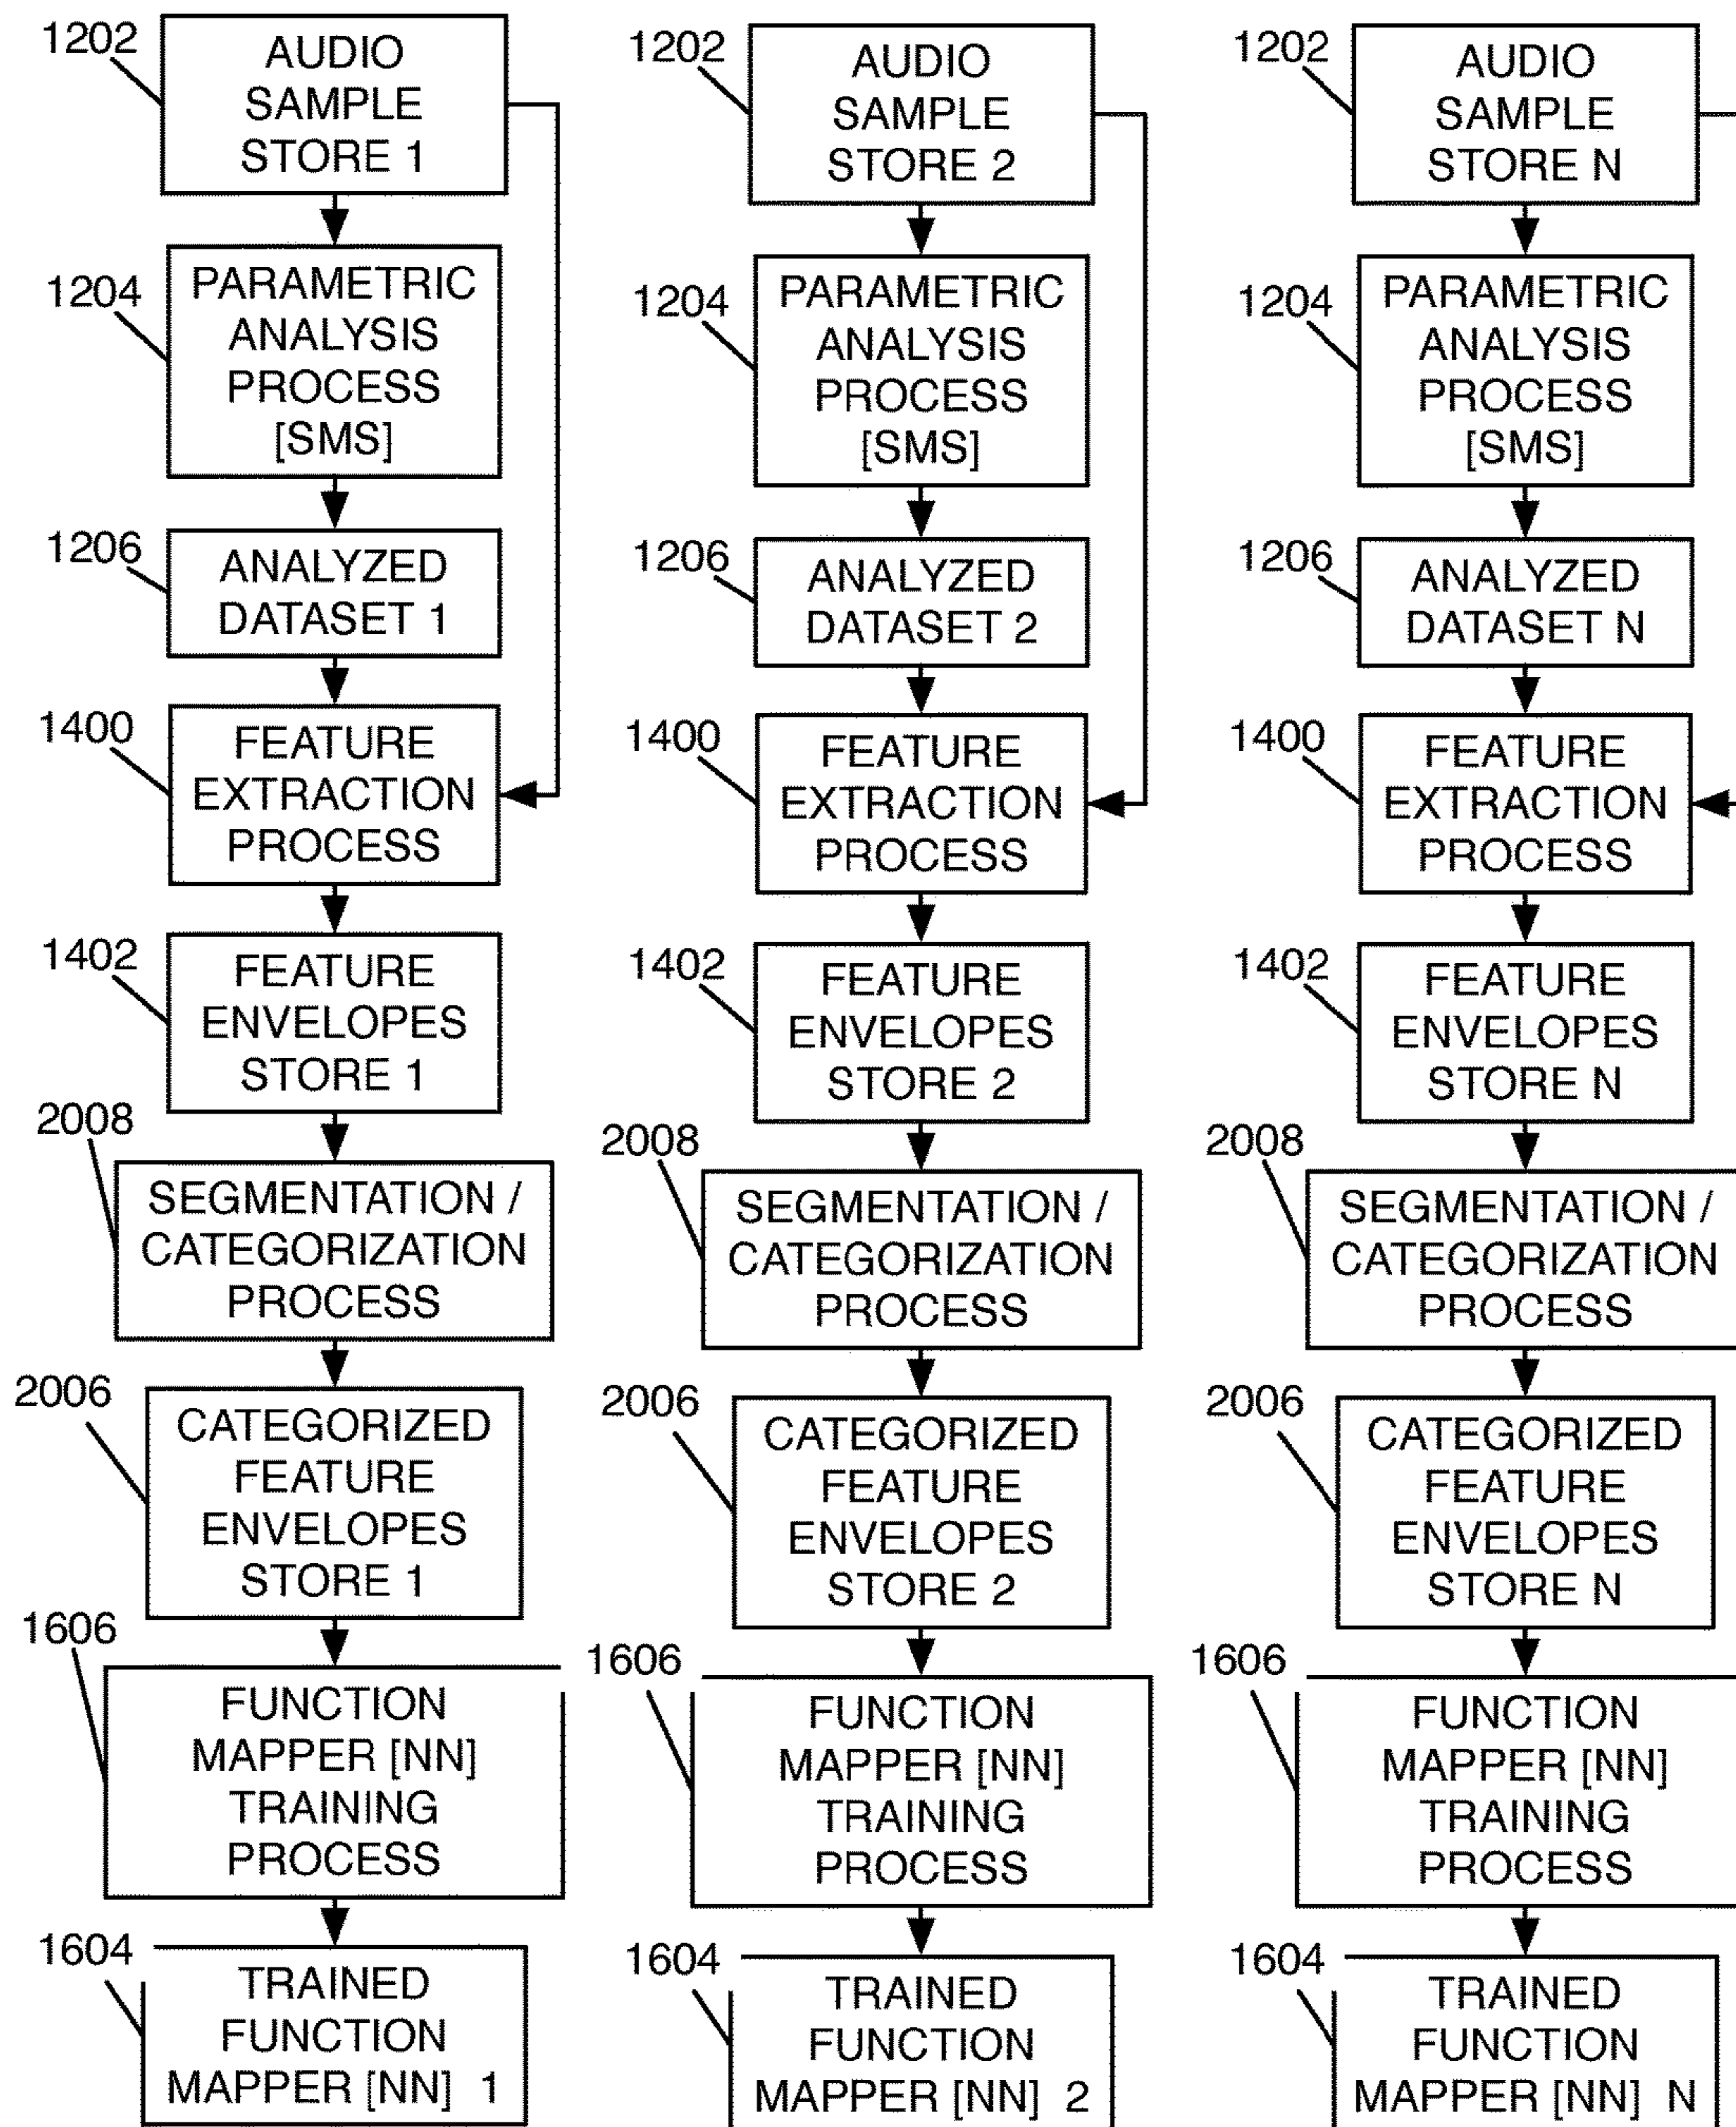 1202
AUDIO
SAMPLE
STORE 1
1204
PARAMETRIC
ANALYSIS
PROCESS
[SMS]
1206
ANALYZED
DATASET 1
1400
FEATURE
EXTRACTION
PROCESS
1402
FEATURE
ENVELOPES
STORE 1
2008
SEGMENTATION /
CATEGORIZATION
PROCESS
2006
CATEGORIZED
FEATURE
ENVELOPES
STORE 1
1606
FUNCTION
MAPPER [NN]
TRAINING
PROCESS
1604
TRAINED
FUNCTION
MAPPER [NN] 1
1202
AUDIO
SAMPLE
STORE 2
1204
PARAMETRIC
ANALYSIS
PROCESS
[SMS]
1206
ANALYZED
DATASET 2
1400
FEATURE
EXTRACTION
PROCESS
1402
FEATURE
ENVELOPES
STORE 2
2008
SEGMENTATION /
CATEGORIZATION
PROCESS
2006
CATEGORIZED
FEATURE
ENVELOPES
STORE 2
1606
FUNCTION
MAPPER [NN]
TRAINING
PROCESS
1604
TRAINED
FUNCTION
MAPPER [NN] 2
1202
AUDIO
SAMPLE
STORE N
1204
PARAMETRIC
ANALYSIS
PROCESS
[SMS]
1206
ANALYZED
DATASET N
1400
FEATURE
EXTRACTION
PROCESS
1402
FEATURE
ENVELOPES
STORE N
2008
SEGMENTATION /
CATEGORIZATION
PROCESS
2006
CATEGORIZED
FEATURE
ENVELOPES
STORE N
1606
FUNCTION
MAPPER [NN]
TRAINING
PROCESS
1604
TRAINED
FUNCTION
MAPPER [NN] N